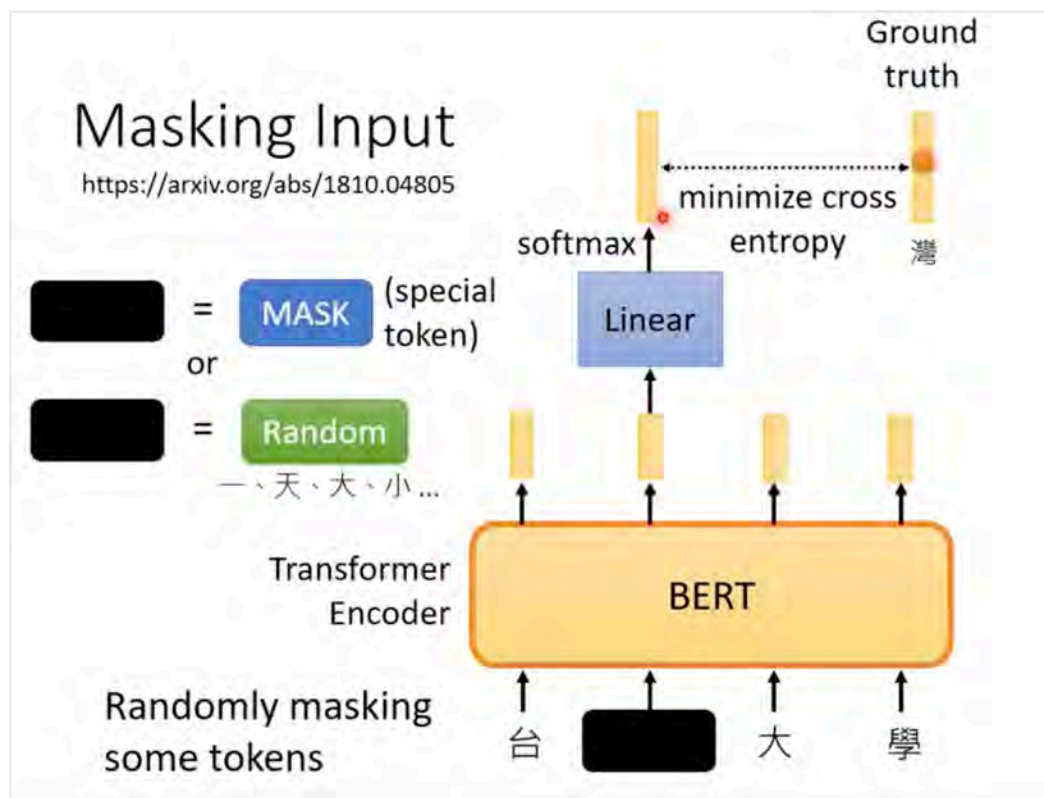 Masking Input
https://arxiv.org/abs/1810.04805
Ground
truth
minimize cross
entropy
灣
softmax
Linear
= MASK (special
token)
or
= Random
一、天、大、小 ...
Transformer
Encoder
BERT
Randomly masking
some tokens
台 大 學